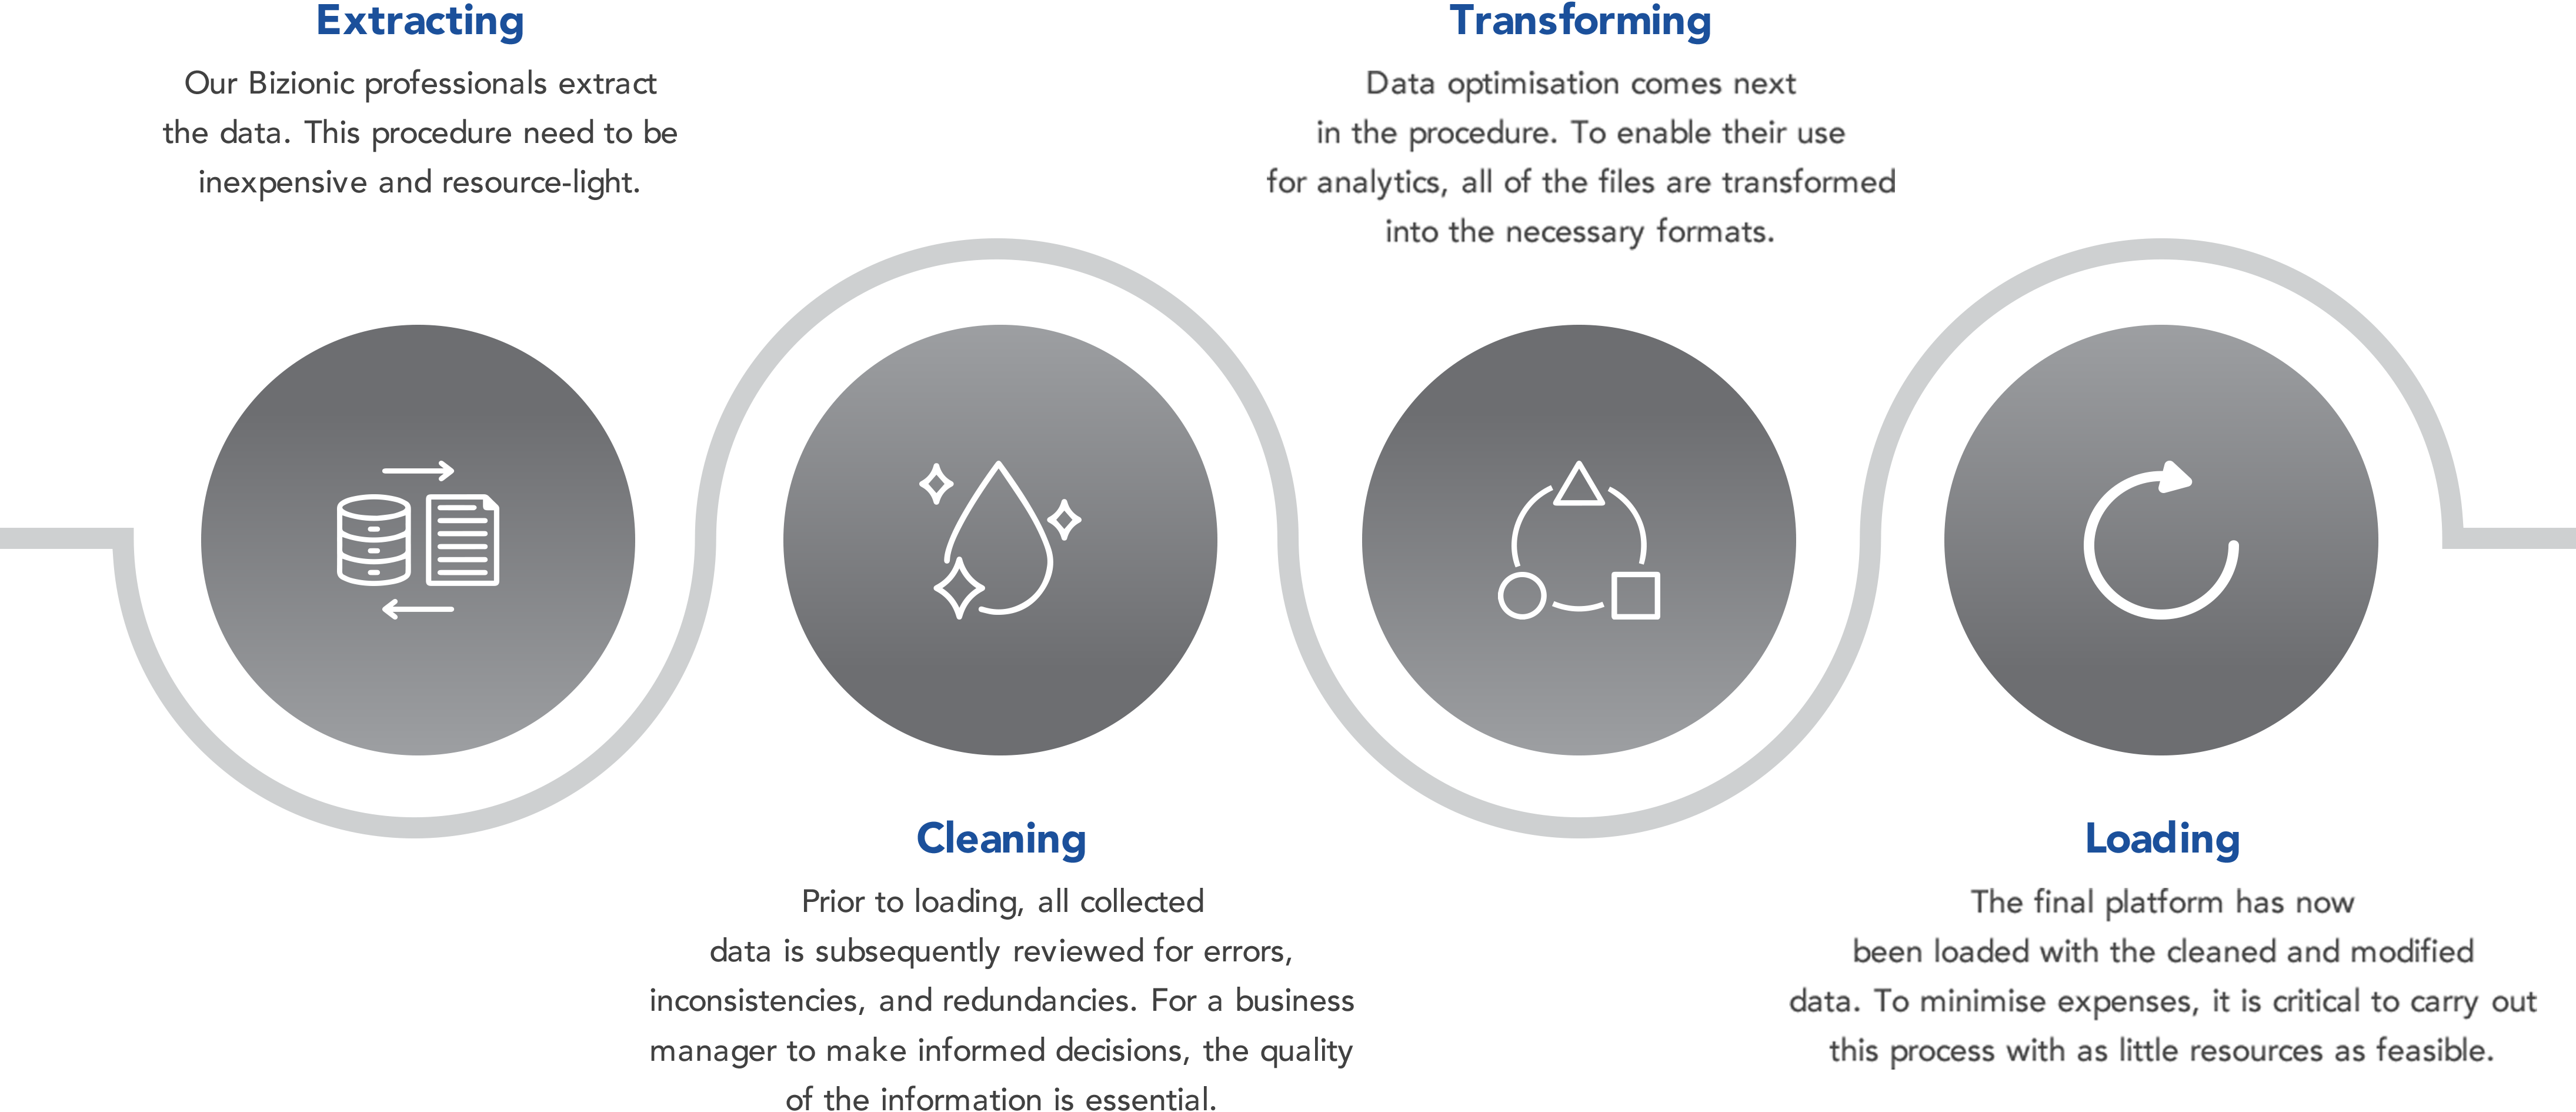 Extracting
Our Bizionic professionals extract
the data. This procedure need to be
inexpensive and resource-light.
Cleaning
Prior to loading, all collected
data is subsequently reviewed for errors,
inconsistencies, and redundancies. For a business
manager to make informed decisions, the quality
of the information is essential.
Transforming
Data optimisation comes next
in the procedure. To enable their use
for analytics, all of the files are transformed
into the necessary formats.
Loading
The final platform has now
been loaded with the cleaned and modified
data. To minimise expenses, it is critical to carry out
this process with as little resources as feasible.